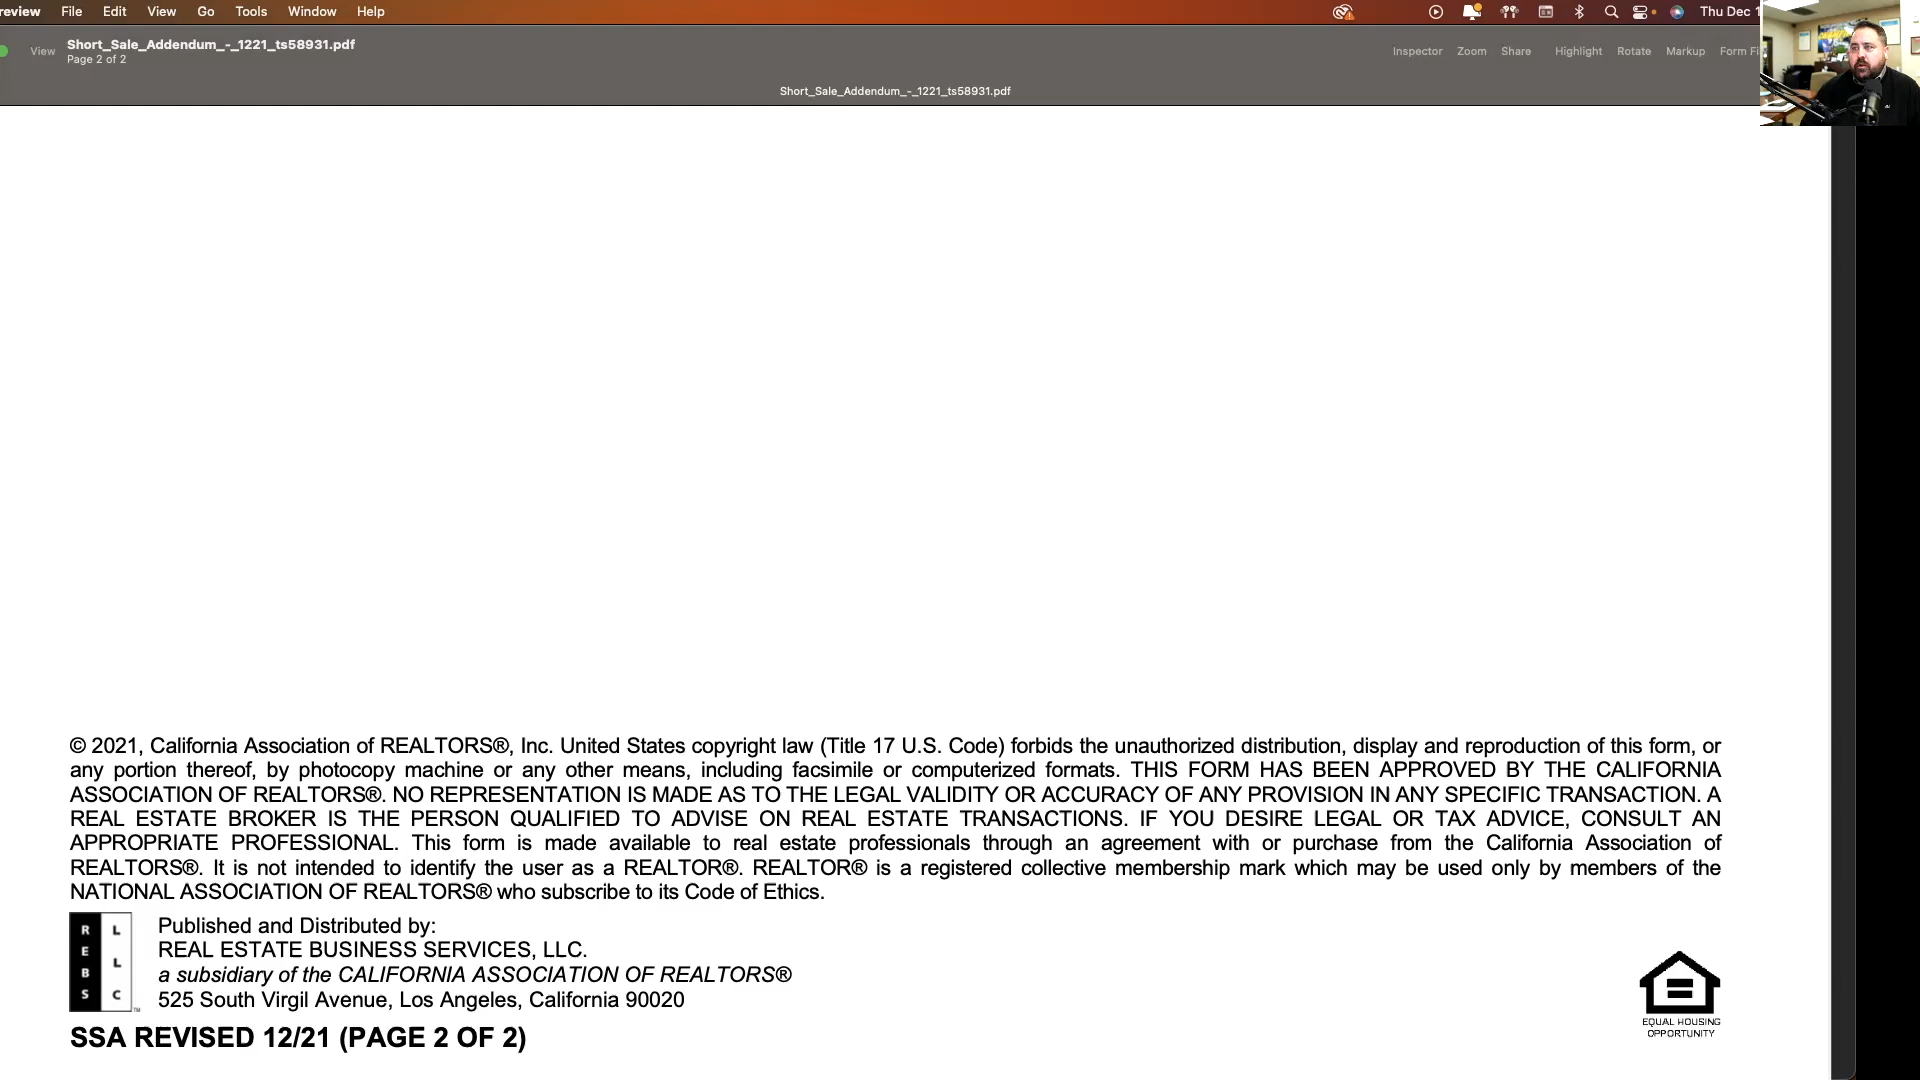 review File Edit View Go Tools Window Help Thu Dec 1
View Short_Sale_Addendum_-_1221_ts58931.pdf
Page 2 of 2
Inspector Zoom Share Highlight Rotate Markup Form Fi
Short_Sale_Addendum_-_1221_ts58931.pdf
© 2021, California Association of REALTORS®, Inc. United States copyright law (Title 17 U.S. Code) forbids the unauthorized distribution, display and reproduction of this form, or
any portion thereof, by photocopy machine or any other means, including facsimile or computerized formats. THIS FORM HAS BEEN APPROVED BY THE CALIFORNIA
ASSOCIATION OF REALTORS®. NO REPRESENTATION IS MADE AS TO THE LEGAL VALIDITY OR ACCURACY OF ANY PROVISION IN ANY SPECIFIC TRANSACTION. A
REAL ESTATE BROKER IS THE PERSON QUALIFIED TO ADVISE ON REAL ESTATE TRANSACTIONS. IF YOU DESIRE LEGAL OR TAX ADVICE, CONSULT AN
APPROPRIATE PROFESSIONAL. This form is made available to real estate professionals through an agreement with or purchase from the California Association of
REALTORS®. It is not intended to identify the user as a REALTOR®. REALTOR® is a registered collective membership mark which may be used only by members of the
NATIONAL ASSOCIATION OF REALTORS® who subscribe to its Code of Ethics.
REBS LLC ™
Published and Distributed by:
REAL ESTATE BUSINESS SERVICES, LLC.
a subsidiary of the CALIFORNIA ASSOCIATION OF REALTORS®
525 South Virgil Avenue, Los Angeles, California 90020
SSA REVISED 12/21 (PAGE 2 OF 2)
EQUAL HOUSING
OPPORTUNITY